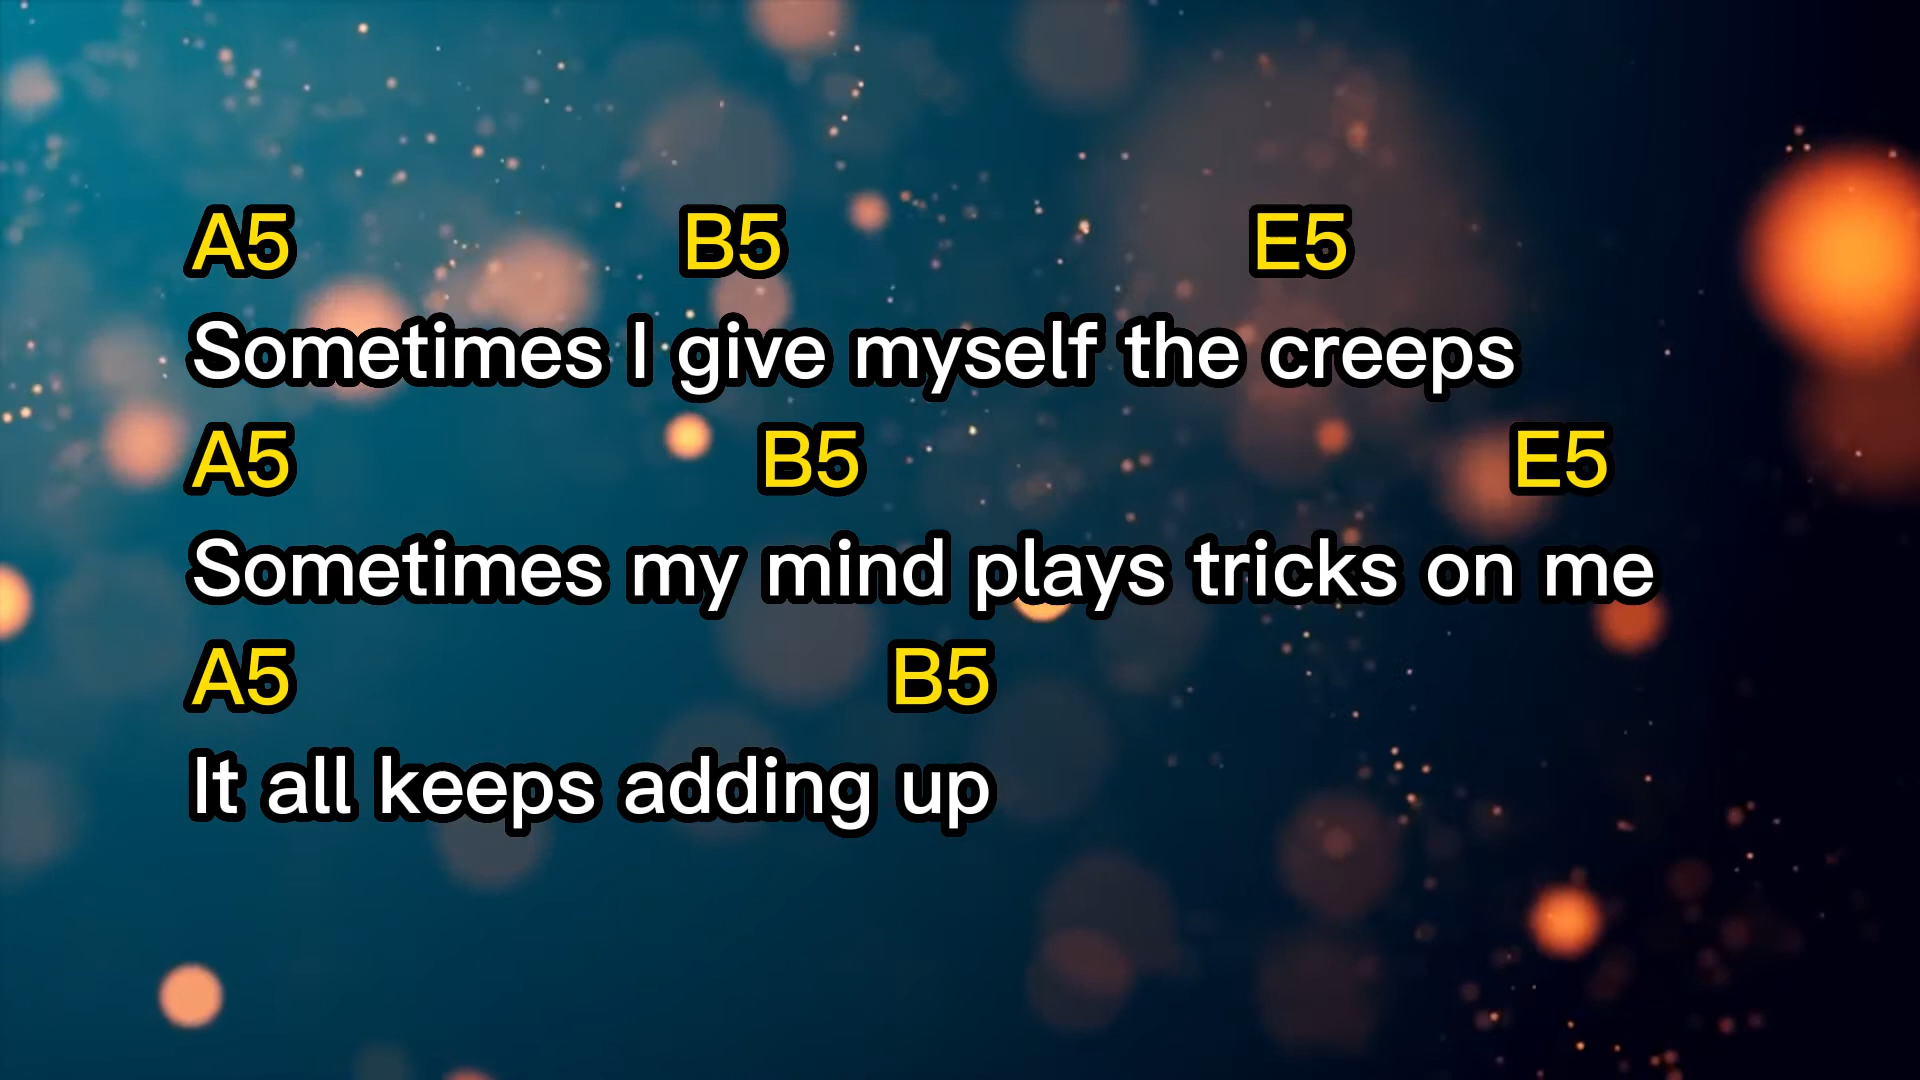 A5 B5 E5
Sometimes I give myself the creeps
A5 B5 E5
Sometimes my mind plays tricks on me
A5 B5
It all keeps adding up